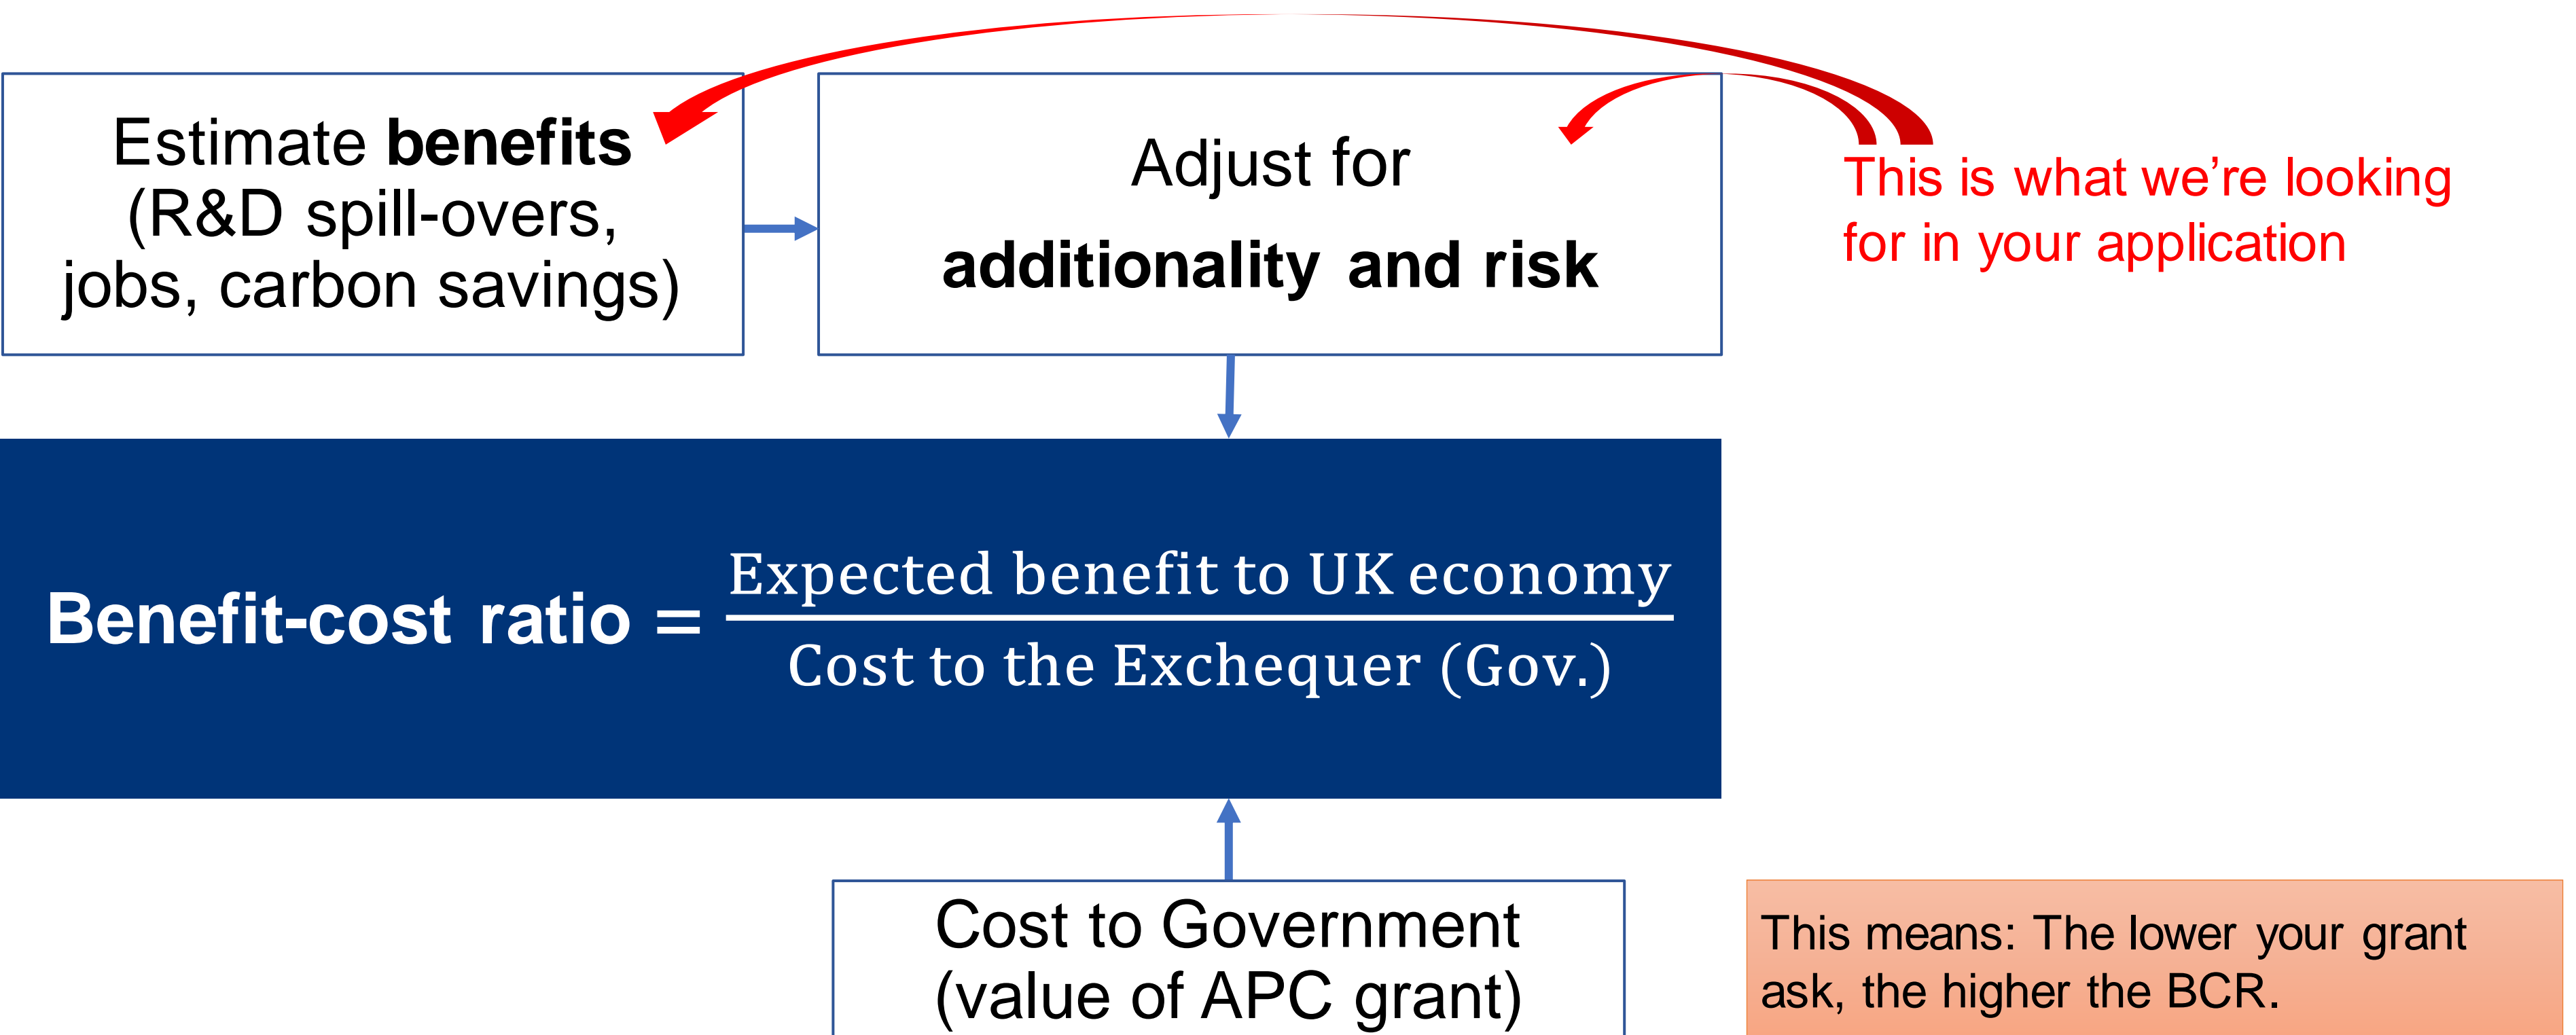 Estimate benefits
(R&D spill-overs,
jobs, carbon savings)
Adjust for
additionality and risk
This is what we’re looking
for in your application
Benefit-cost ratio =
Expected benefit to UK economy
Cost to the Exchequer (Gov.)
Cost to Government
(value of APC grant)
This means: The lower your grant
ask, the higher the BCR.